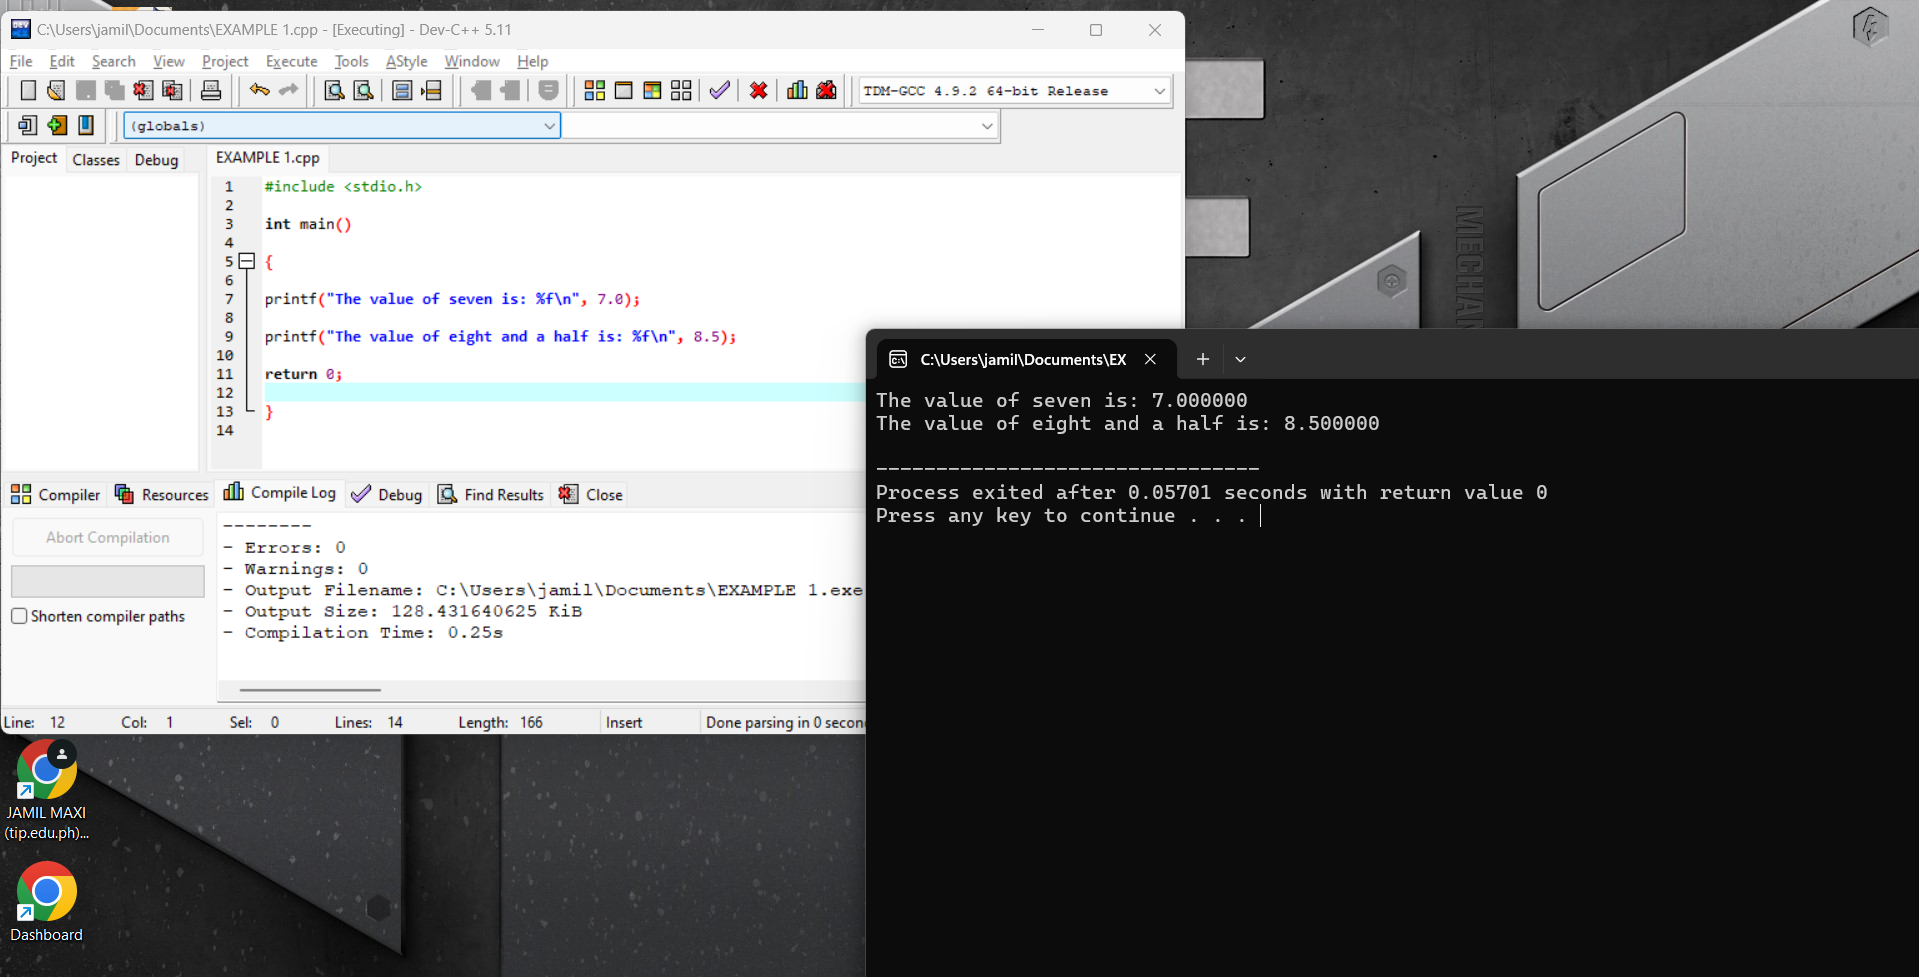 C:\Users\jamil\Documents\EXAMPLE 1.cpp - [Executing] - Dev-C++ 5.11
File Edit Search View Project Execute Tools AStyle Window Help
TDM-GCC 4.9.2 64-bit Release
(globals)
Project Classes Debug
EXAMPLE 1.cpp
1 #include <stdio.h>
2
3 int main()
4
5 {
6
7 printf("The value of seven is: %f\n", 7.0);
8
9 printf("The value of eight and a half is: %f\n", 8.5);
10
11 return 0;
12
13 }
14
Compiler Resources Compile Log Debug Find Results Close
Abort Compilation
Shorten compiler paths
--------
- Errors: 0
- Warnings: 0
- Output Filename: C:\Users\jamil\Documents\EXAMPLE 1.exe
- Output Size: 128.431640625 KiB
- Compilation Time: 0.25s
Line: 12 Col: 1 Sel: 0 Lines: 14 Length: 166 Insert Done parsing in 0 secon
C:\Users\jamil\Documents\EX
The value of seven is: 7.000000
The value of eight and a half is: 8.500000
--------------------------------
Process exited after 0.05701 seconds with return value 0
Press any key to continue . . .
MECHAN
JAMIL MAXI
(tip.edu.ph)...
Dashboard